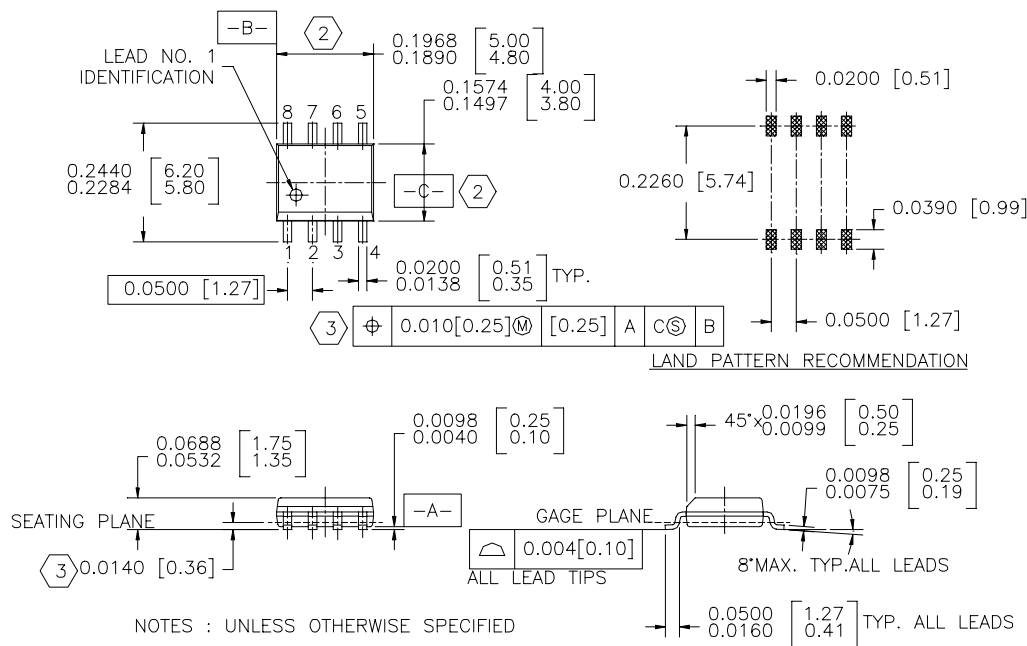 -B-
2
0.1968 [5.00
0.1890 4.80]
LEAD NO. 1
IDENTIFICATION
0.1574 [4.00
0.1497 3.80]
0.0200 [0.51]
8 7 6 5
0.2440 [6.20
0.2284 5.80]
-C-
2
0.2260 [5.74]
0.0390 [0.99]
1 2 3 4
0.0500 [1.27]
0.0200 [0.51
0.0138 0.35] TYP.
0.0500 [1.27]
3 ⌖ 0.010[0.25]Ⓜ [0.25] A CⓈ B
LAND PATTERN RECOMMENDATION
0.0688 [1.75
0.0532 1.35]
0.0098 [0.25
0.0040 0.10]
45°x 0.0196 [0.50
0.0099 0.25]
0.0098 [0.25
0.0075 0.19]
-A-
SEATING PLANE
GAGE PLANE
3 0.0140 [0.36]
⌓ 0.004[0.10]
ALL LEAD TIPS
8°MAX. TYP.ALL LEADS
0.0500 [1.27
0.0160 0.41] TYP. ALL LEADS
NOTES : UNLESS OTHERWISE SPECIFIED